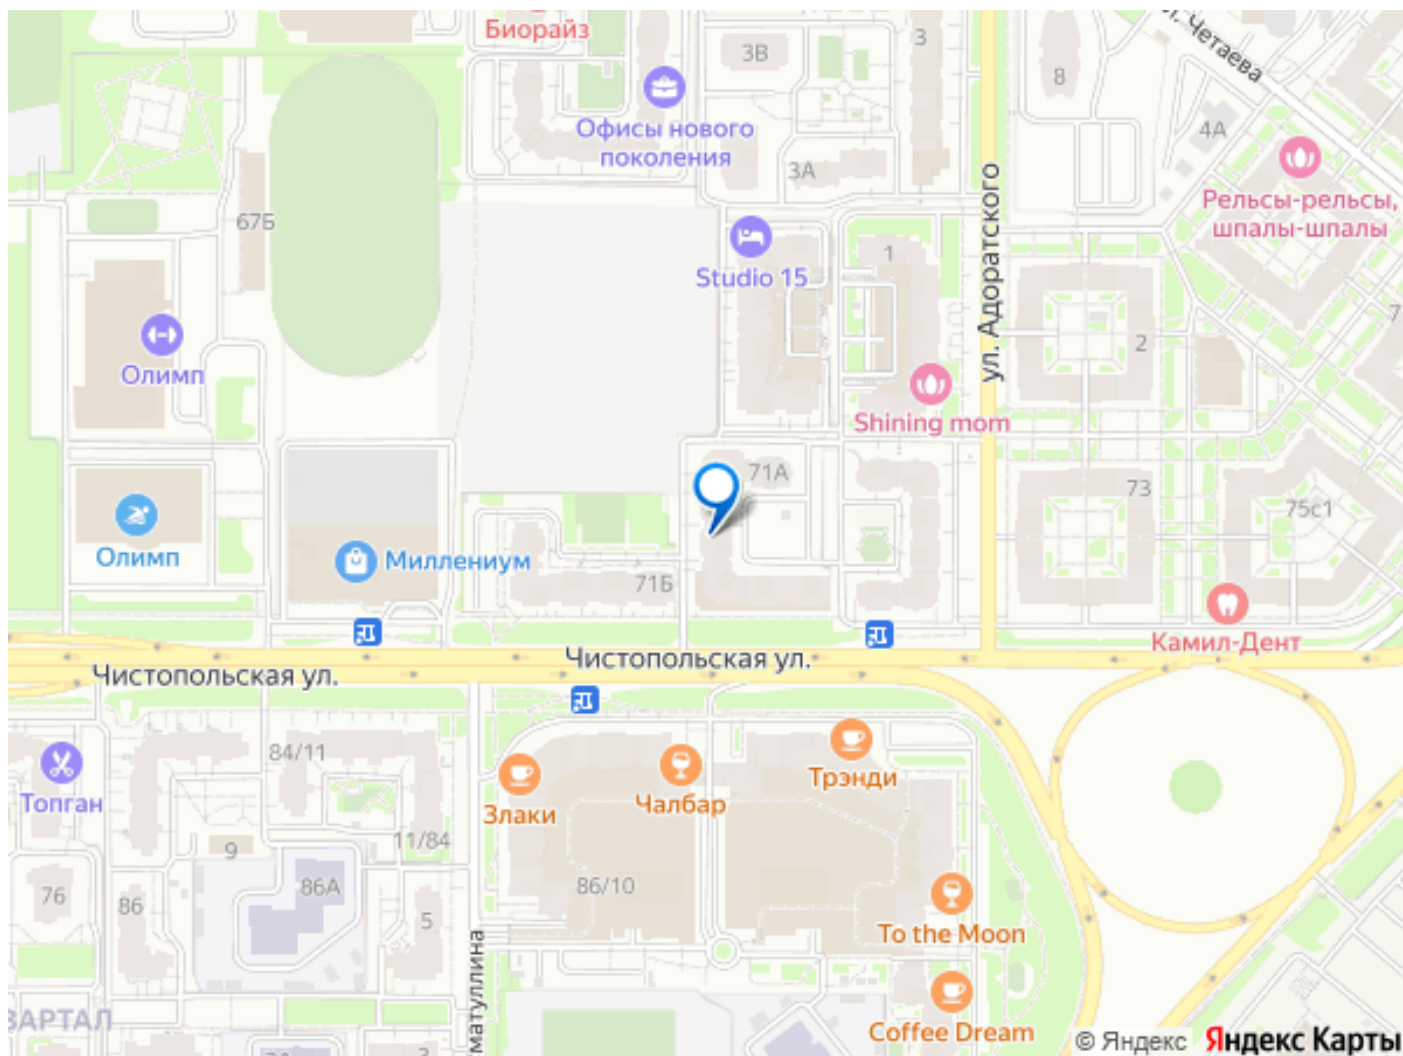 Биорайз
3В
3
л. Четаева
8
Офисы нового
поколения
4А
3А
Рельсы-рельсы,
шпалы-шпалы
67Б
Studio 15
1
ул. Адоратского
2
7
Олимп
Shining mom
71А
73
75с1
Олимп
Миллениум
71Б
Камил-Дент
Чистопольская ул.
Чистопольская ул.
84/11
Топган
Злаки
Чалбар
Трэнди
11/84
9
86А
86/10
76
86
5
To the Moon
матуллина
ВАРТАЛ
Coffee Dream
3
© Яндекс Яндекс Карты